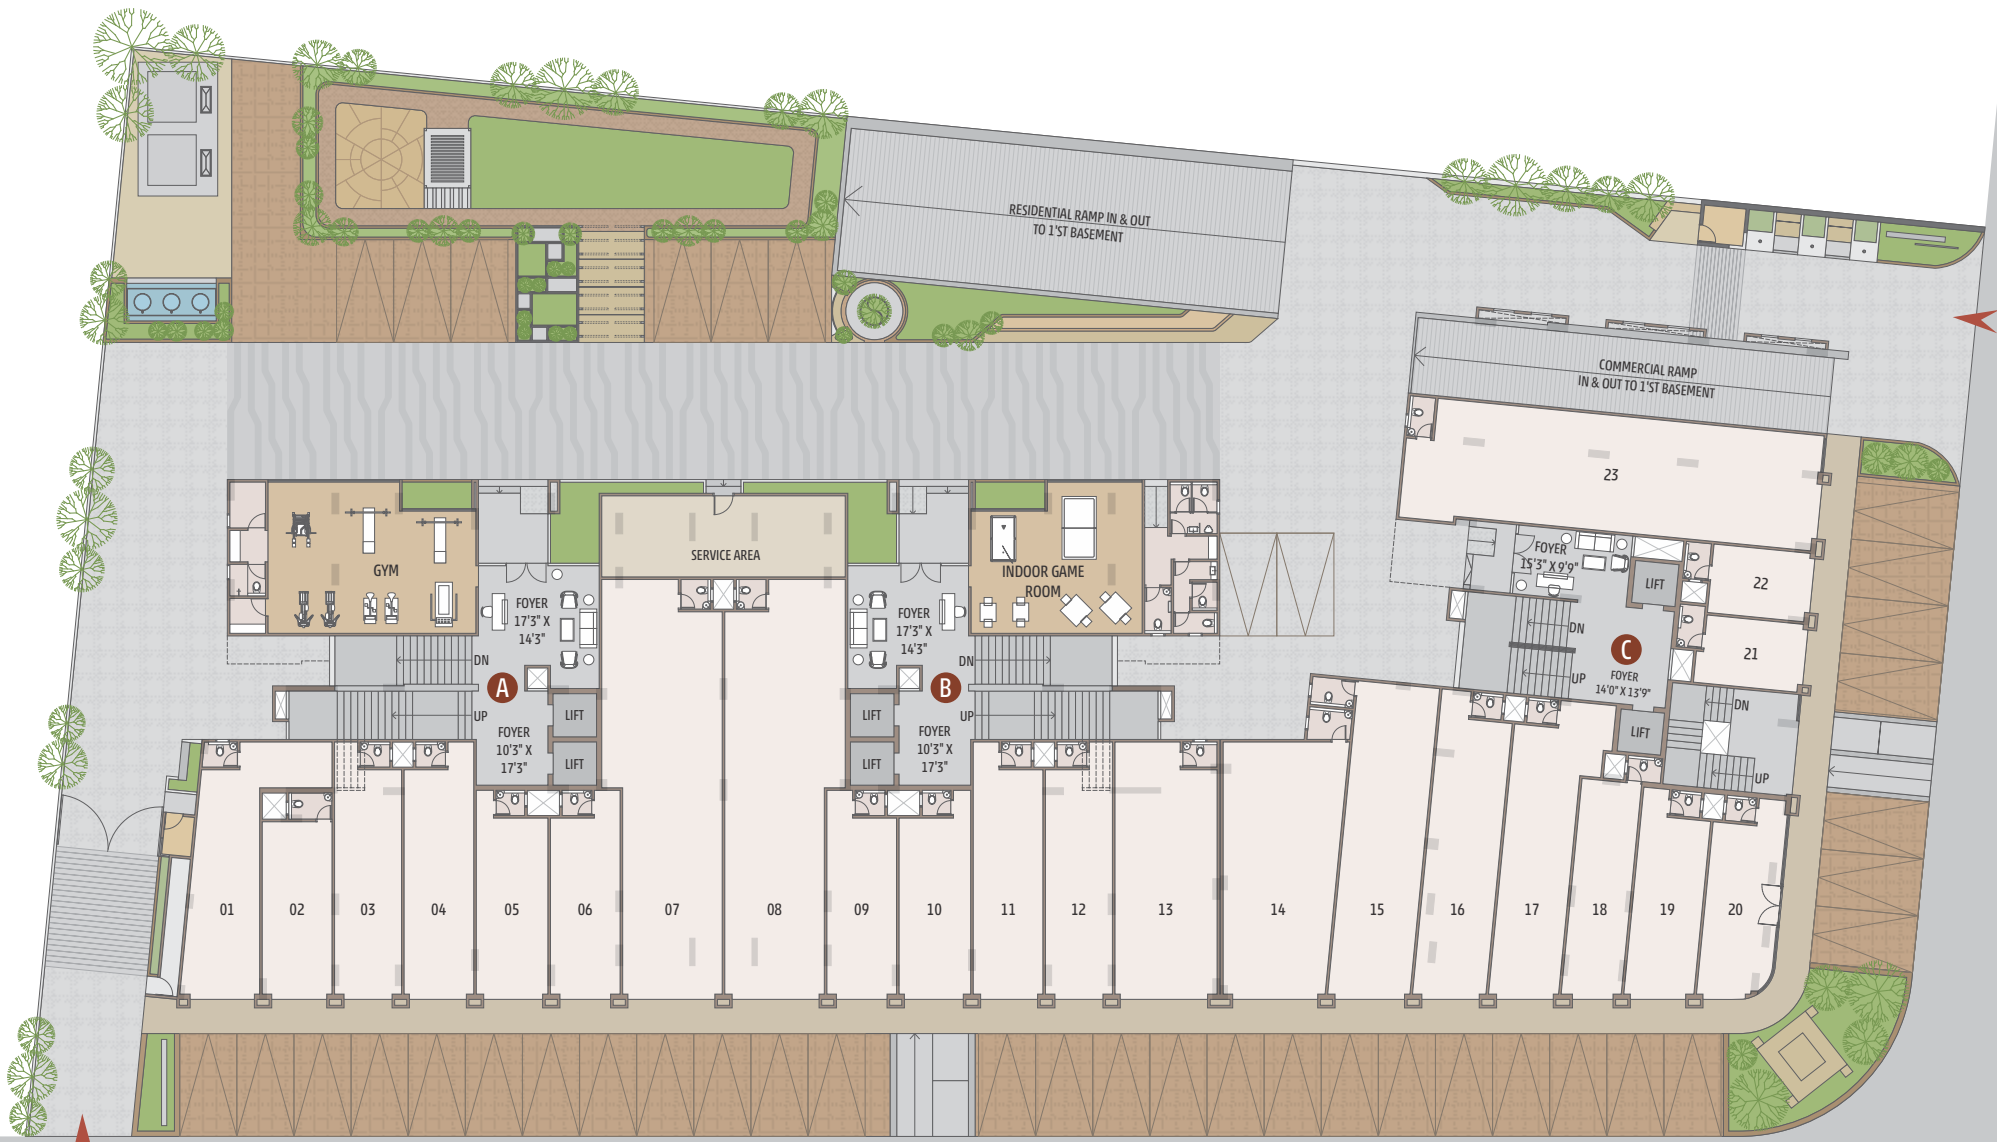 RESIDENTIAL RAMP IN & OUT
TO 1'ST BASEMENT
COMMERCIAL RAMP
IN & OUT TO 1'ST BASEMENT
23
SERVICE AREA
GYM
INDOOR GAME
ROOM
FOYER
15'3" X 9'9"
LIFT
22
FOYER
17'3" X
14'3"
FOYER
17'3" X
14'3"
DN
C
21
DN
DN
UP
FOYER
14'0" X 13'9"
A
B
UP
UP
LIFT
LIFT
DN
FOYER
10'3" X
17'3"
FOYER
10'3" X
17'3"
LIFT
LIFT
LIFT
UP
01
02
03
04
05
06
07
08
09
10
11
12
13
14
15
16
17
18
19
20